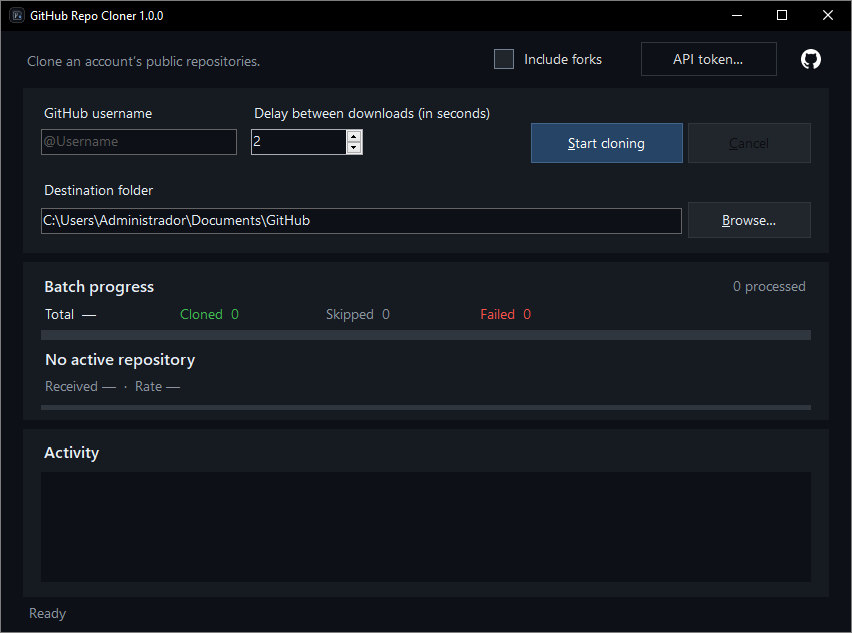 GitHub Repo Cloner 1.0.0
Clone an account's public repositories.
Include forks
API token...
GitHub username
Delay between downloads (in seconds)
@Username
2
Start cloning
Cancel
Destination folder
C:\Users\Administrador\Documents\GitHub
Browse...
Batch progress
0 processed
Total —
Cloned 0
Skipped 0
Failed 0
No active repository
Received — · Rate —
Activity
Ready